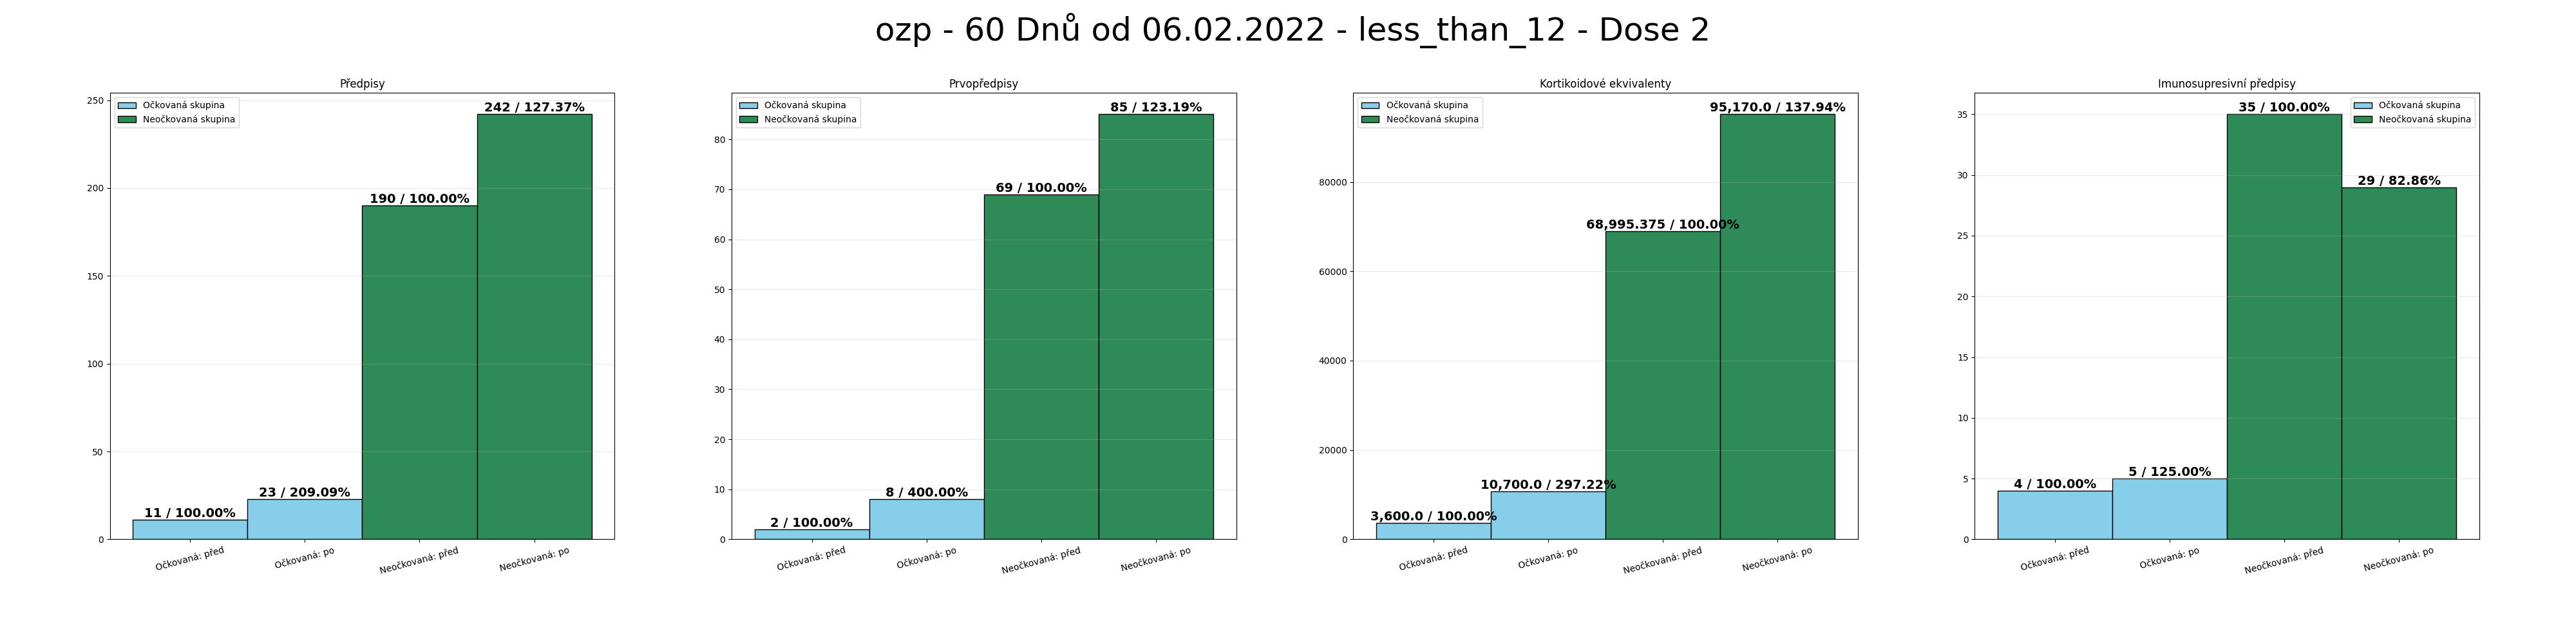 ozp - 60 Dnů od 06.02.2022 - less_than_12 - Dose 2
Předpisy
Očkovaná skupina
Neočkovaná skupina
250
200
150
100
50
0
11 / 100.00%
23 / 209.09%
190 / 100.00%
242 / 127.37%
Očkovaná: před
Očkovaná: po
Neočkovaná: před
Neočkovaná: po
Prvopředpisy
Očkovaná skupina
Neočkovaná skupina
80
70
60
50
40
30
20
10
0
2 / 100.00%
8 / 400.00%
69 / 100.00%
85 / 123.19%
Očkovaná: před
Očkovaná: po
Neočkovaná: před
Neočkovaná: po
Kortikoidové ekvivalenty
Očkovaná skupina
Neočkovaná skupina
80000
60000
40000
20000
0
3,600.0 / 100.00%
10,700.0 / 297.22%
68,995.375 / 100.00%
95,170.0 / 137.94%
Očkovaná: před
Očkovaná: po
Neočkovaná: před
Neočkovaná: po
Imunosupresivní předpisy
Očkovaná skupina
Neočkovaná skupina
35
30
25
20
15
10
5
0
4 / 100.00%
5 / 125.00%
35 / 100.00%
29 / 82.86%
Očkovaná: před
Očkovaná: po
Neočkovaná: před
Neočkovaná: po